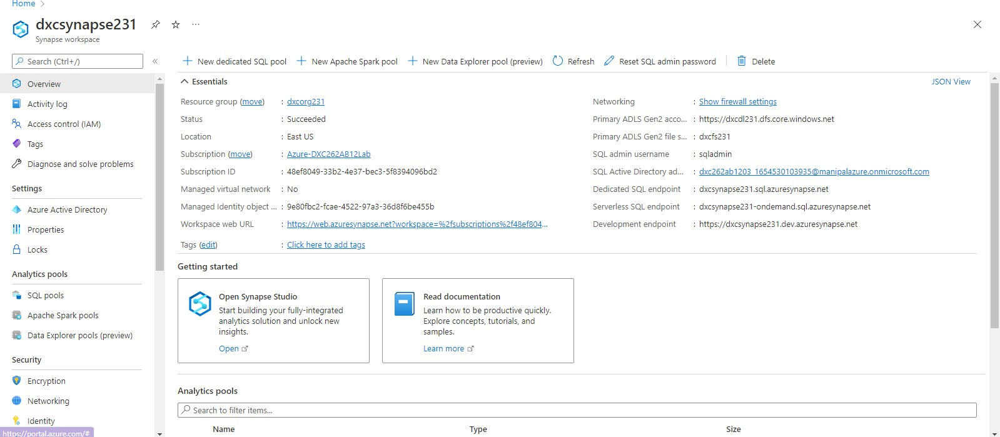 Home >
dxcsynapse231
Synapse workspace
Search (Ctrl+/)
New dedicated SQL pool
New Apache Spark pool
New Data Explorer pool (preview)
Refresh
Reset SQL admin password
Delete
Overview
Activity log
Access control (IAM)
Tags
Diagnose and solve problems
Settings
Azure Active Directory
Properties
Locks
Analytics pools
SQL pools
Apache Spark pools
Data Explorer pools (preview)
Security
Encryption
Networking
Identity
https://portal.azure.com/#
Essentials
JSON View
Resource group (move) : dxcorg231
Status : Succeeded
Location : East US
Subscription (move) : Azure-DXC262AB12Lab
Subscription ID : 48ef8049-33b2-4e37-bec3-5f8394096bd2
Managed virtual network : No
Managed Identity object ... : 9e80fbc2-fcae-4522-97a3-36d8f6be455b
Workspace web URL : https://web.azuresynapse.net?workspace=%2fsubscriptions%2f48ef804...
Tags (edit) : Click here to add tags
Networking : Show firewall settings
Primary ADLS Gen2 acco... : https://dxcdl231.dfs.core.windows.net
Primary ADLS Gen2 file s... : dxcfs231
SQL admin username : sqladmin
SQL Active Directory ad... : dxc262ab1203_1654530103935@manipalazure.onmicrosoft.com
Dedicated SQL endpoint : dxcsynapse231.sql.azuresynapse.net
Serverless SQL endpoint : dxcsynapse231-ondemand.sql.azuresynapse.net
Development endpoint : https://dxcsynapse231.dev.azuresynapse.net
Getting started
Open Synapse Studio
Start building your fully-integrated
analytics solution and unlock new
insights.
Open
Read documentation
Learn how to be productive quickly.
Explore concepts, tutorials, and
samples.
Learn more
Analytics pools
Search to filter items...
Name Type Size